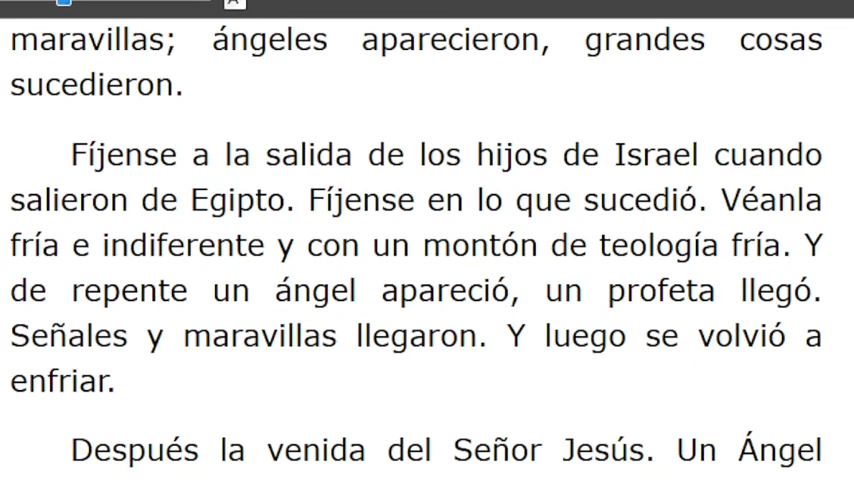 maravillas; ángeles aparecieron, grandes cosas
sucedieron.
Fíjense a la salida de los hijos de Israel cuando
salieron de Egipto. Fíjense en lo que sucedió. Véanla
fría e indiferente y con un montón de teología fría. Y
de repente un ángel apareció, un profeta llegó.
Señales y maravillas llegaron. Y luego se volvió a
enfriar.
Después la venida del Señor Jesús. Un Ángel